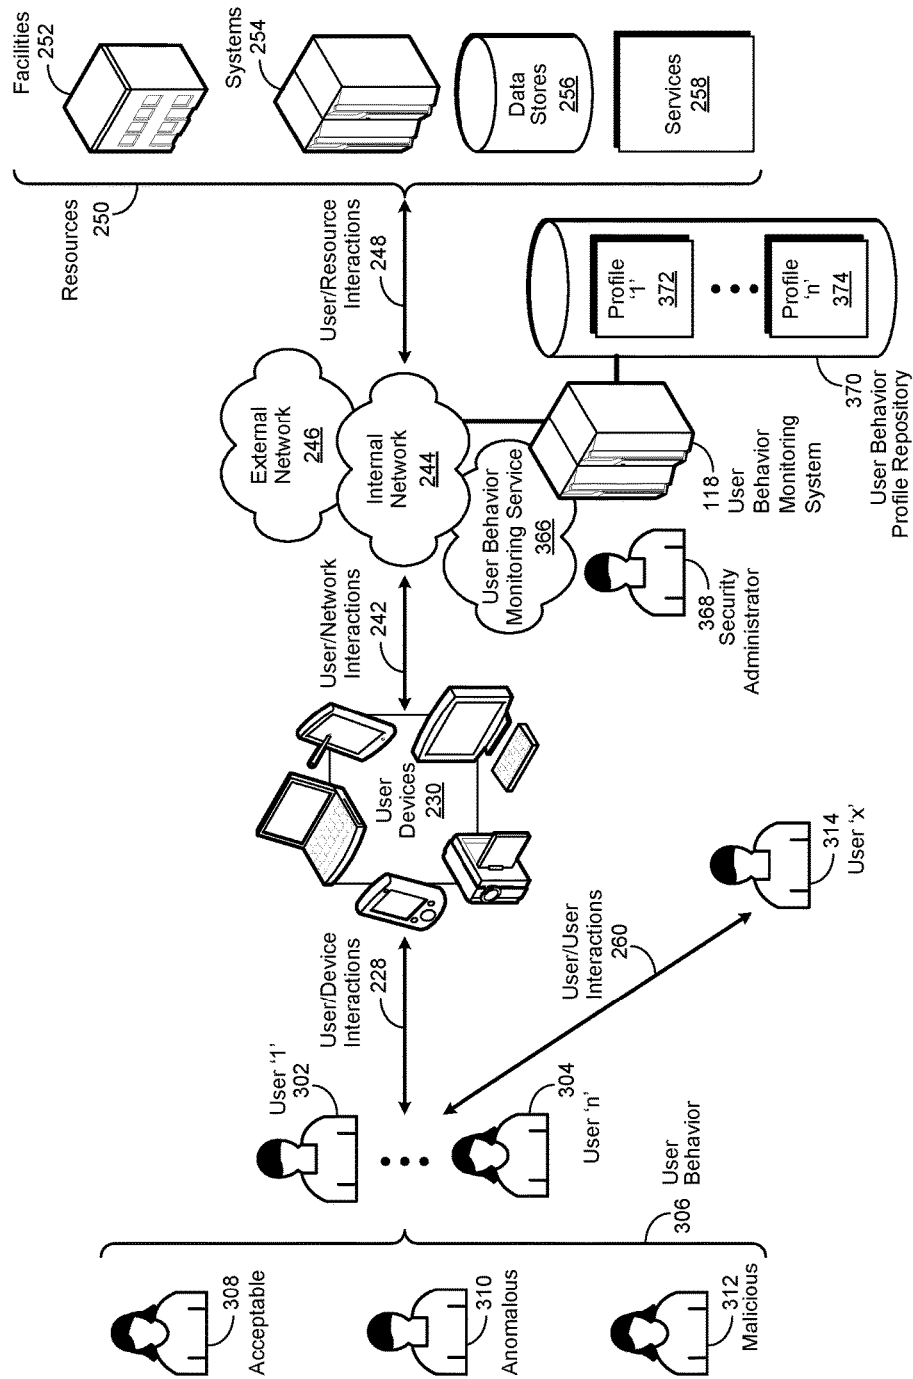 Facilities
252
Systems
254
Data
Stores
256
Services
258
Resources
250
User/Resource
Interactions
248
External
Network
246
Internal
Network
244
User Behavior
Monitoring Service
366
118 User
Behavior
Monitoring
System
Profile
‘1’
372
Profile
‘n’
374
370
User Behavior
Profile Repository
368
Security
Administrator
User/Network
Interactions
242
User
Devices
230
User/Device
Interactions
228
User/User
Interactions
260
314
User ‘x’
User ‘1’
302
304
User ‘n’
306 User
Behavior
308
Acceptable
310
Anomalous
312
Malicious